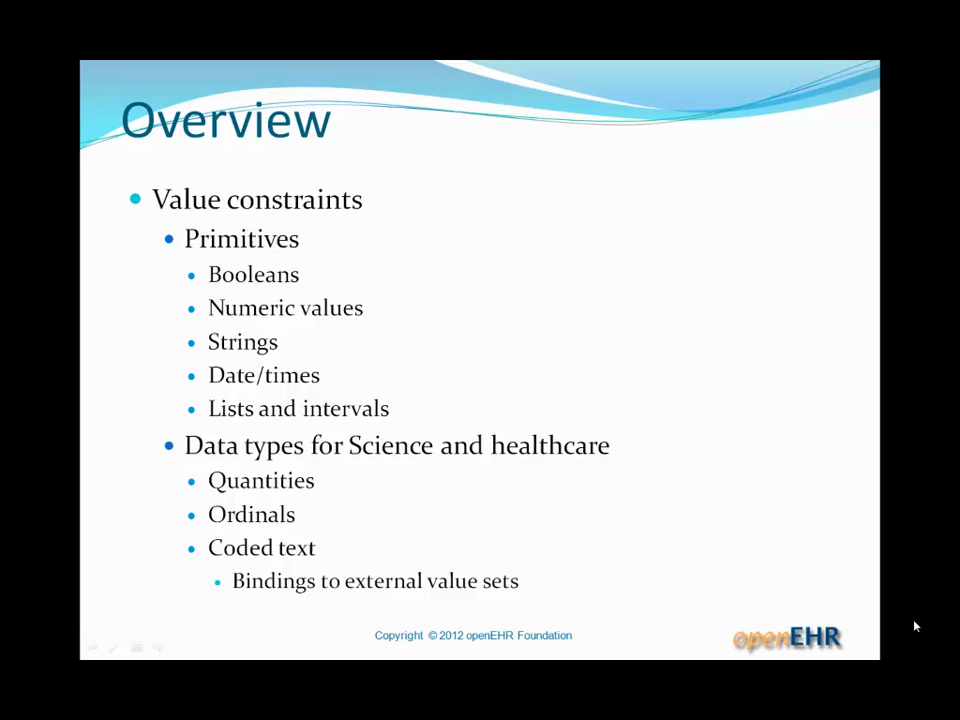 Overview
Value constraints
Primitives
Booleans
Numeric values
Strings
Date/times
Lists and intervals
Data types for Science and healthcare
Quantities
Ordinals
Coded text
Bindings to external value sets
Copyright © 2012 openEHR Foundation
openEHR